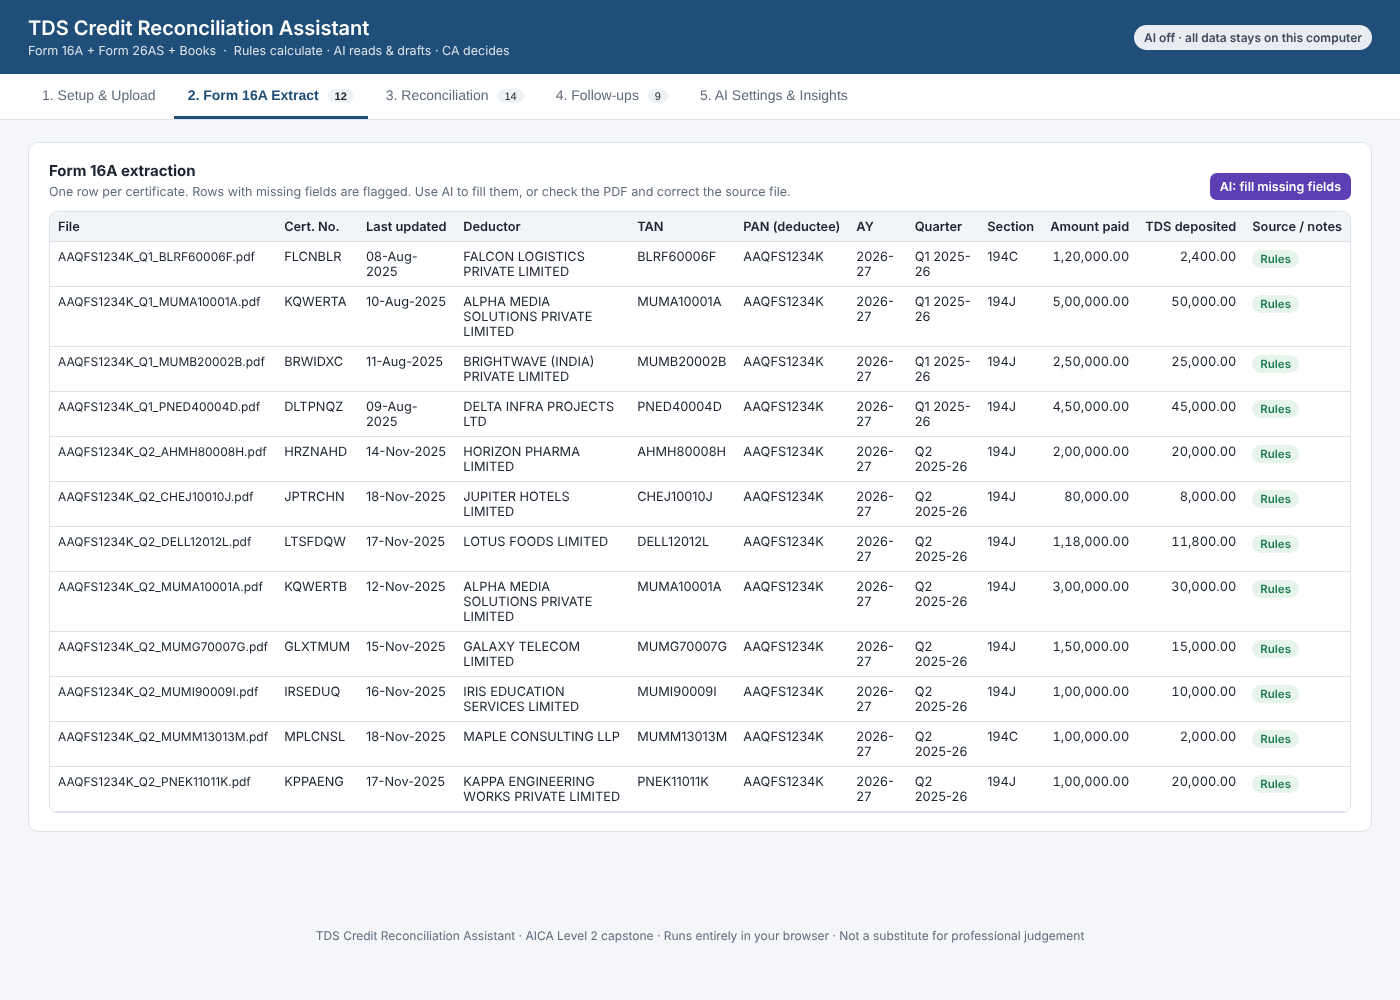 TDS Credit Reconciliation Assistant
Form 16A + Form 26AS + Books · Rules calculate · AI reads & drafts · CA decides
AI off · all data stays on this computer
1. Setup & Upload
2. Form 16A Extract 12
3. Reconciliation 14
4. Follow-ups 9
5. AI Settings & Insights
Form 16A extraction
One row per certificate. Rows with missing fields are flagged. Use AI to fill them, or check the PDF and correct the source file.
AI: fill missing fields
File Cert. No. Last updated Deductor TAN PAN (deductee) AY Quarter Section Amount paid TDS deposited Source / notes
AAQFS1234K_Q1_BLRF60006F.pdf FLCNBLR 08-Aug- FALCON LOGISTICS BLRF60006F AAQFS1234K 2026- Q1 2025- 194C 1,20,000.00 2,400.00 Rules
2025 PRIVATE LIMITED 27 26
AAQFS1234K_Q1_MUMA10001A.pdf KQWERTA 10-Aug-2025 ALPHA MEDIA MUMA10001A AAQFS1234K 2026- Q1 2025- 194J 5,00,000.00 50,000.00 Rules
SOLUTIONS PRIVATE 27 26
LIMITED
AAQFS1234K_Q1_MUMB20002B.pdf BRWIDXC 11-Aug-2025 BRIGHTWAVE (INDIA) MUMB20002B AAQFS1234K 2026- Q1 2025- 194J 2,50,000.00 25,000.00 Rules
PRIVATE LIMITED 27 26
AAQFS1234K_Q1_PNED40004D.pdf DLTPNQZ 09-Aug- DELTA INFRA PROJECTS PNED40004D AAQFS1234K 2026- Q1 2025- 194J 4,50,000.00 45,000.00 Rules
2025 LTD 27 26
AAQFS1234K_Q2_AHMH80008H.pdf HRZNAHD 14-Nov-2025 HORIZON PHARMA AHMH80008H AAQFS1234K 2026- Q2 194J 2,00,000.00 20,000.00 Rules
LIMITED 27 2025-26
AAQFS1234K_Q2_CHEJ10010J.pdf JPTRCHN 18-Nov-2025 JUPITER HOTELS CHEJ10010J AAQFS1234K 2026- Q2 194J 80,000.00 8,000.00 Rules
LIMITED 27 2025-26
AAQFS1234K_Q2_DELL12012L.pdf LTSFDQW 17-Nov-2025 LOTUS FOODS LIMITED DELL12012L AAQFS1234K 2026- Q2 194J 1,18,000.00 11,800.00 Rules
27 2025-26
AAQFS1234K_Q2_MUMA10001A.pdf KQWERTB 12-Nov-2025 ALPHA MEDIA MUMA10001A AAQFS1234K 2026- Q2 194J 3,00,000.00 30,000.00 Rules
SOLUTIONS PRIVATE 27 2025-26
LIMITED
AAQFS1234K_Q2_MUMG70007G.pdf GLXTMUM 15-Nov-2025 GALAXY TELECOM MUMG70007G AAQFS1234K 2026- Q2 194J 1,50,000.00 15,000.00 Rules
LIMITED 27 2025-26
AAQFS1234K_Q2_MUMI90009I.pdf IRSEDUQ 16-Nov-2025 IRIS EDUCATION MUMI90009I AAQFS1234K 2026- Q2 194J 1,00,000.00 10,000.00 Rules
SERVICES LIMITED 27 2025-26
AAQFS1234K_Q2_MUMM13013M.pdf MPLCNSL 18-Nov-2025 MAPLE CONSULTING LLP MUMM13013M AAQFS1234K 2026- Q2 194C 1,00,000.00 2,000.00 Rules
27 2025-26
AAQFS1234K_Q2_PNEK11011K.pdf KPPAENG 17-Nov-2025 KAPPA ENGINEERING PNEK11011K AAQFS1234K 2026- Q2 194J 1,00,000.00 20,000.00 Rules
WORKS PRIVATE LIMITED 27 2025-26
TDS Credit Reconciliation Assistant · AICA Level 2 capstone · Runs entirely in your browser · Not a substitute for professional judgement